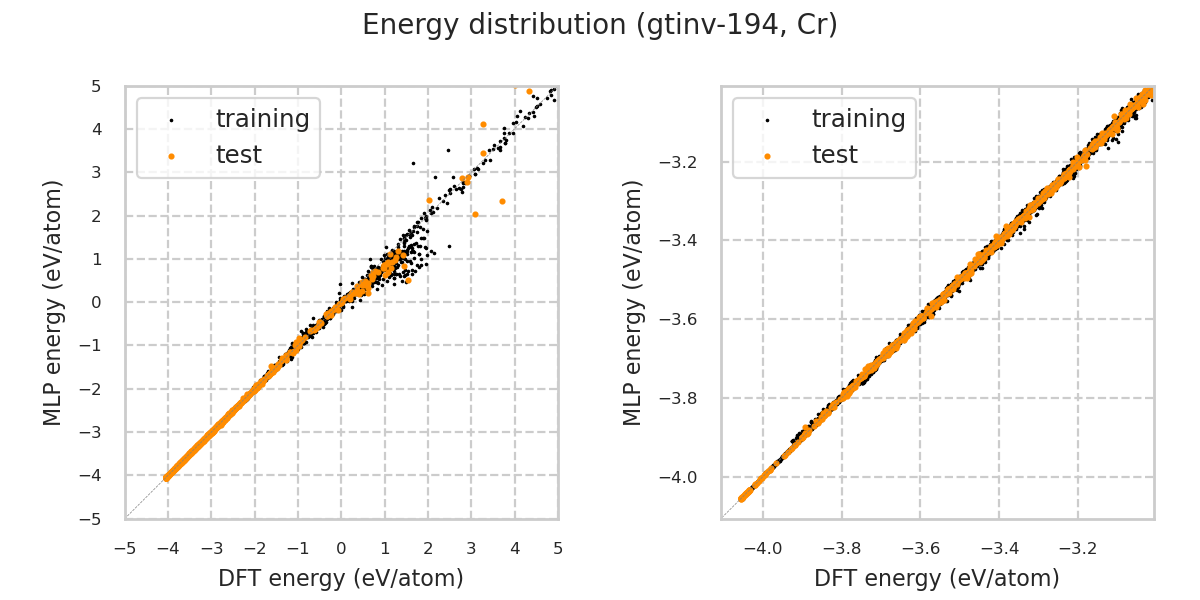 Energy distribution (gtinv-194, Cr)
training
test
5
4
3
2
1
0
−1
−2
−3
−4
−5
−5 −4 −3 −2 −1 0 1 2 3 4 5
MLP energy (eV/atom)
DFT energy (eV/atom)
training
test
−3.2
−3.4
−3.6
−3.8
−4.0
−4.0 −3.8 −3.6 −3.4 −3.2
MLP energy (eV/atom)
DFT energy (eV/atom)